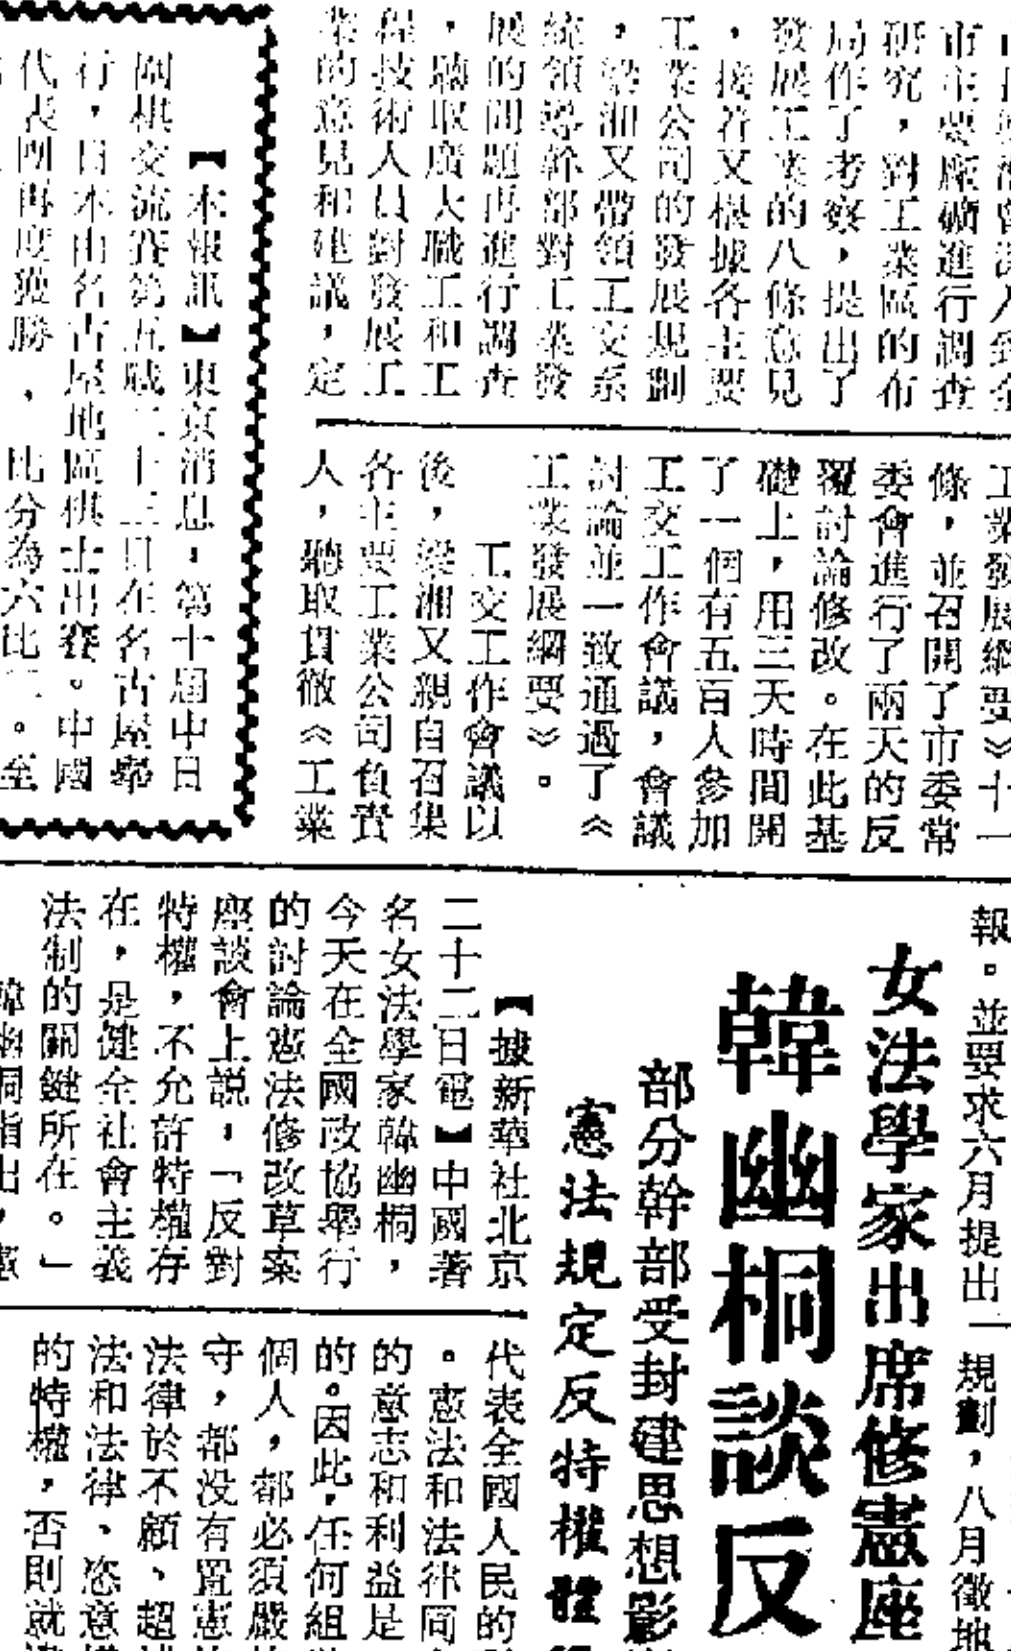 市主要廠礦進行調查
研究，對工業區的布
局作了考察，提出了
發展工業的八條意見
，接着又根據各主要
工業公司的發展規劃
，梁湘又帶領工交系
統領導幹部對工業發
展的問題再進行調查
，聽取廣大職工和工
程技術人員對發展工
業的意見和建議，定
工業發展綱要》十一
條，並召開了市委常
委會進行了兩天的反
覆討論修改。在此基
礎上，用三天時間開
了一個有五百人參加
工交工作會議，會議
討論並一致通過了《
工業發展綱要》。
工交工作會議以
後，梁湘又親自召集
各主要工業公司負責
人，聽取貫徹《工業
【本報訊】東京消息，第十屆中日
圍棋交流賽第五戰二十三日在名古屋舉
行，日本由名古屋地區棋士出賽。中國
代表團再度獲勝，比分為六比二。至
報。並要求六月提出「規劃，八月徵地
女法學家出席修憲座
韓幽桐談反
部分幹部受封建思想影
憲法規定反特權體
【據新華社北京
二十二日電】中國著
名女法學家韓幽桐，
今天在全國政協舉行
的討論憲法修改草案
座談會上説，「反對
特權，不允許特權存
在，是健全社會主義
法制的關鍵所在。」
韓幽桐指出，憲
代表全國人民的
。憲法和法律同
的意志和利益是
的。因此，任何組
個人，都必須嚴
守，都没有置憲
法律於不顧、超
法和法律、恣意
的特權，否則就